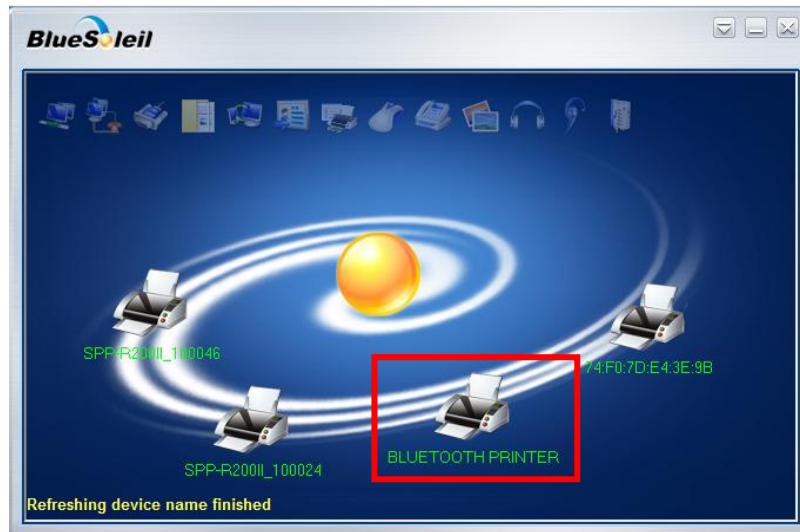 BlueSoleil
SPP-R200II_100046
74:F0:7D:E4:3E:9B
BLUETOOTH PRINTER
SPP-R200II_100024
Refreshing device name finished